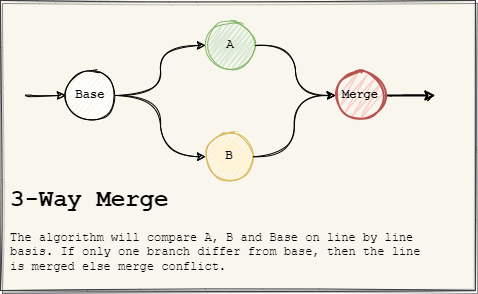 A
Base
Merge
B
3-Way Merge
The algorithm will compare A, B and Base on line by line
basis. If only one branch differ from base, then the line
is merged else merge conflict.